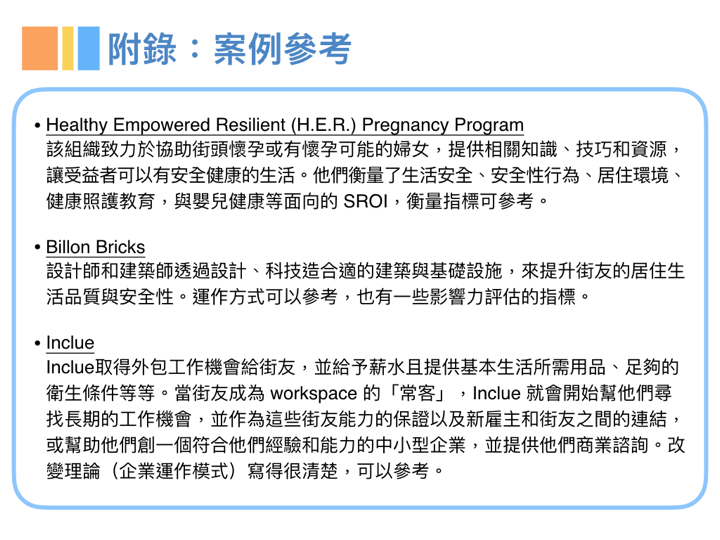 附錄：案例參考
• Healthy Empowered Resilient (H.E.R.) Pregnancy Program
該組織致力於協助街頭懷孕或有懷孕可能的婦女，提供相關知識、技巧和資源，
讓受益者可以有安全健康的生活。他們衡量了生活安全、安全性行為、居住環境、
健康照護教育，與嬰兒健康等面向的 SROI，衡量指標可參考。
• Billon Bricks
設計師和建築師透過設計、科技造合適的建築與基礎設施，來提升街友的居住生
活品質與安全性。運作方式可以參考，也有一些影響力評估的指標。
• Inclue
Inclue取得外包工作機會給街友，並給予薪水且提供基本生活所需用品、足夠的
衛生條件等等。當街友成為 workspace 的「常客」，Inclue 就會開始幫他們尋
找長期的工作機會，並作為這些街友能力的保證以及新雇主和街友之間的連結，
或幫助他們創一個符合他們經驗和能力的中小型企業，並提供他們商業諮詢。改
變理論（企業運作模式）寫得很清楚，可以參考。